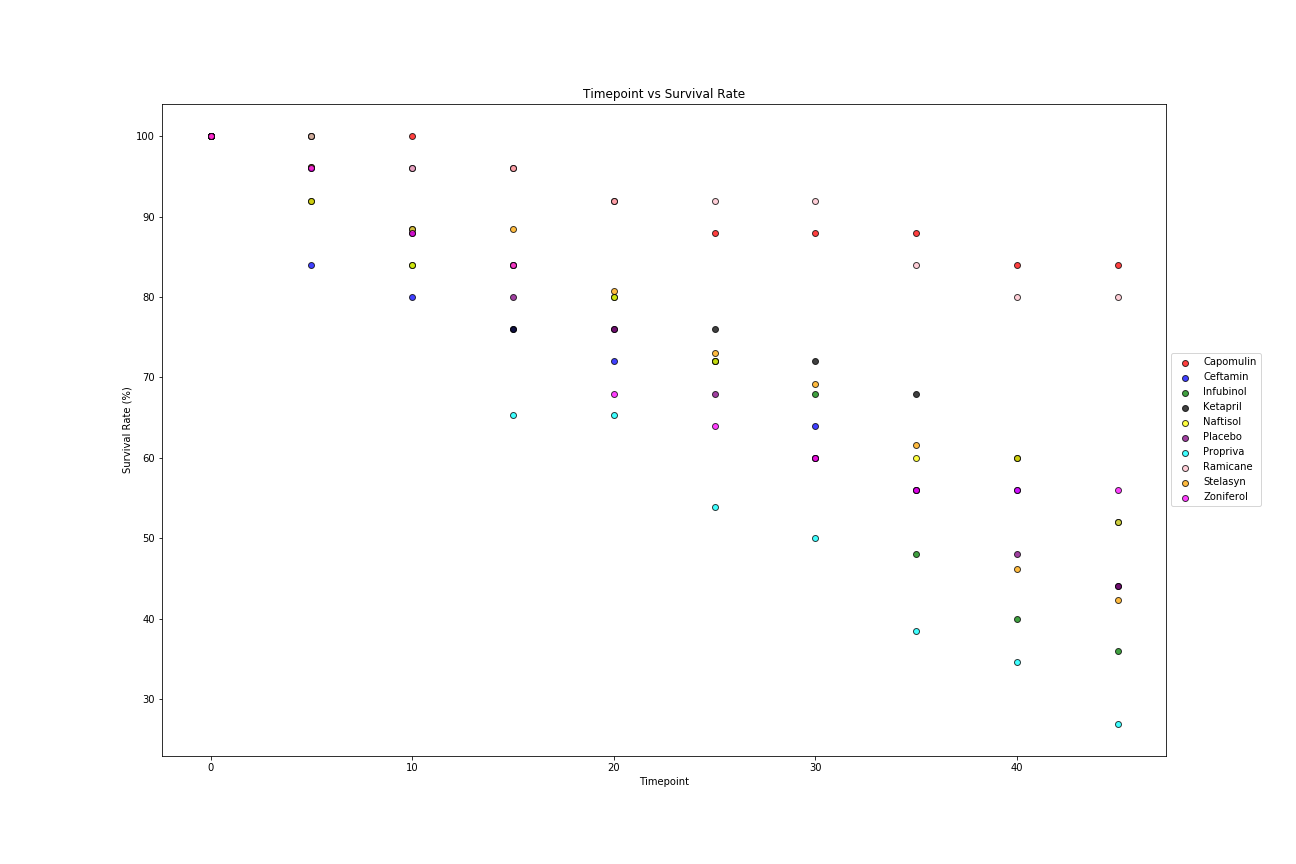 Timepoint vs Survival Rate
100
90
80
70
60
50
40
30
Survival Rate (%)
0 10 20 30 40
Timepoint
Capomulin
Ceftamin
Infubinol
Ketapril
Naftisol
Placebo
Propriva
Ramicane
Stelasyn
Zoniferol